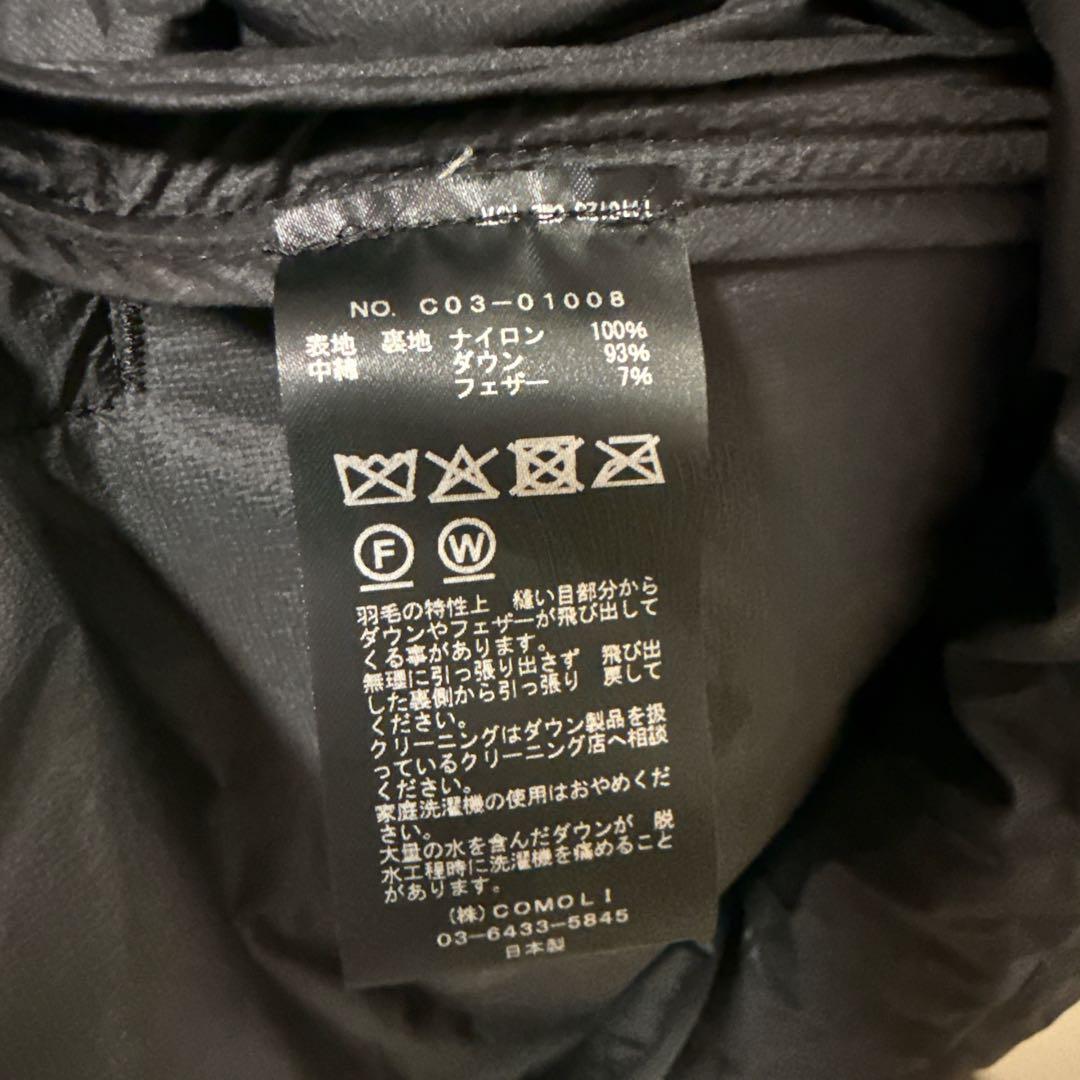 NO. C03-01008
表地 裏地 ナイロン 100%
中綿 ダウン 93%
フェザー 7%
F W
羽毛の特性上 縫い目部分から
ダウンやフェザーが飛び出して
くる事があります。
無理に引っ張り出さず 飛び出
した裏側から引っ張り 戻して
ください。
クリーニングはダウン製品を扱
っているクリーニング店へ相談
ください。
家庭洗濯機の使用はおやめくだ
さい。
大量の水を含んだダウンが 脱
水工程時に洗濯機を痛めること
があります。
(株)COMOLI
03-6433-5845
日本製